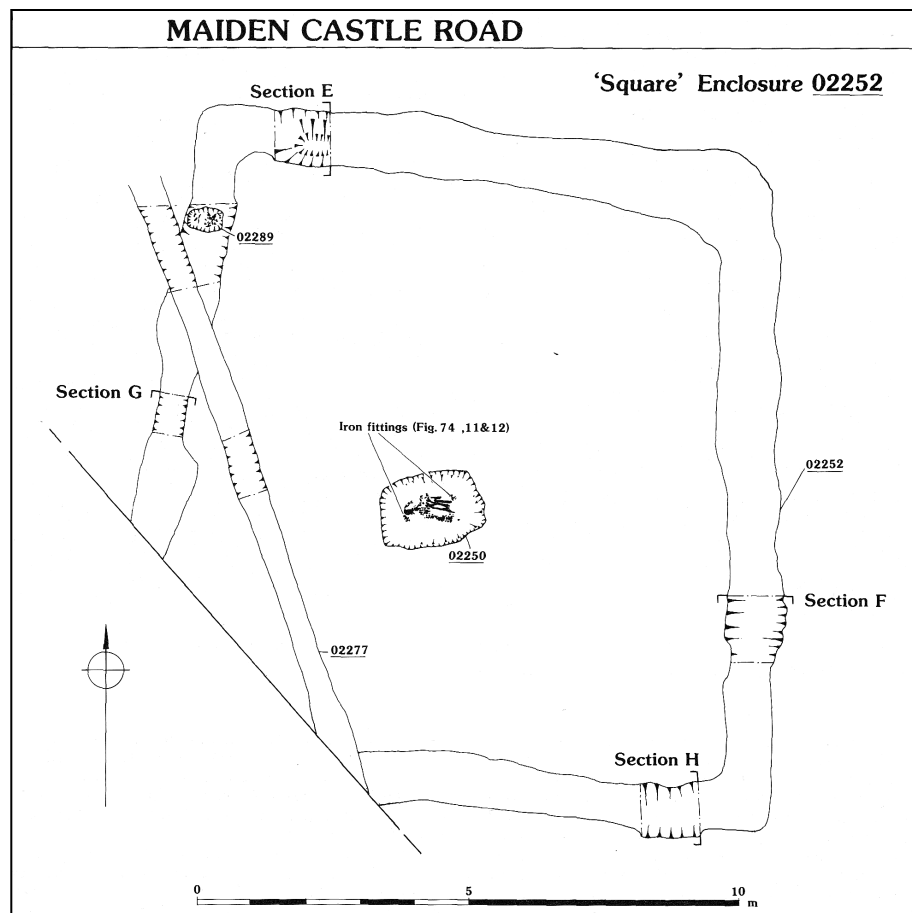 MAIDEN CASTLE ROAD
'Square' Enclosure 02252
Section E
02289
Section G
Iron fittings (Fig. 74 ,11&12)
02252
02250
Section F
02277
Section H
0 5 10
m